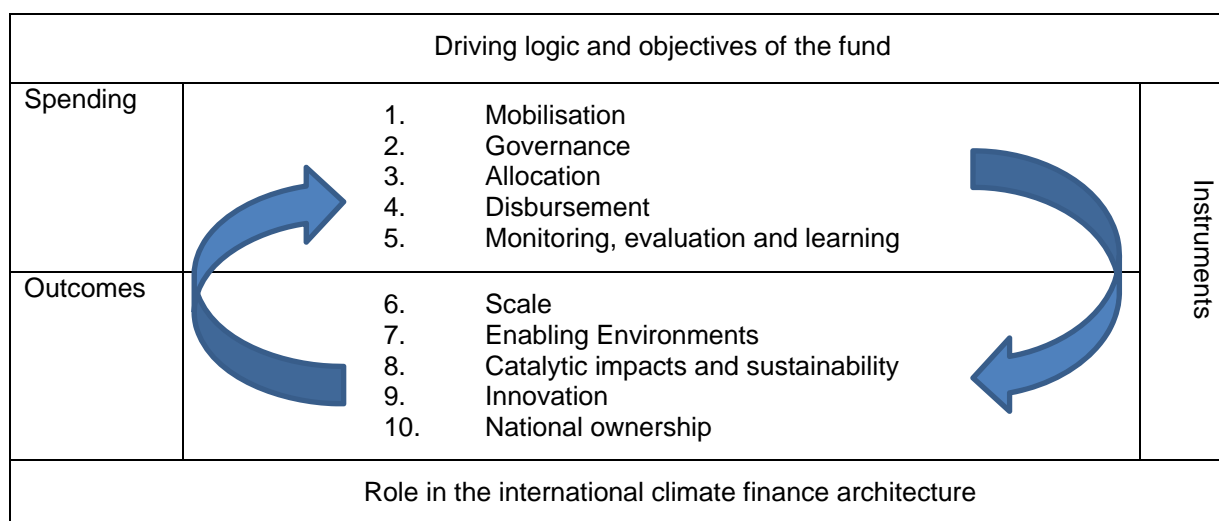 Driving logic and objectives of the fund
Spending
1. Mobilisation
2. Governance
3. Allocation
4. Disbursement
5. Monitoring, evaluation and learning
Instruments
Outcomes
6. Scale
7. Enabling Environments
8. Catalytic impacts and sustainability
9. Innovation
10. National ownership
Role in the international climate finance architecture